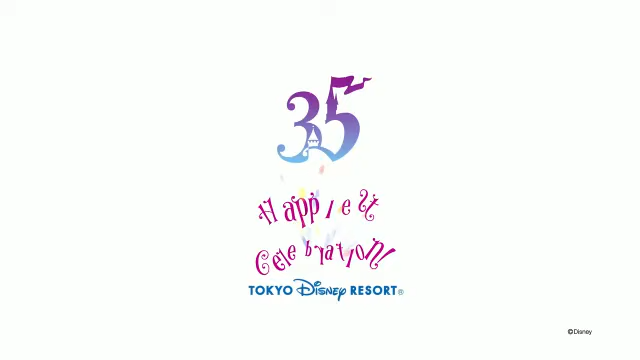 35
Happiest
Celebration!
TOKYO Disney RESORT®
©Disney